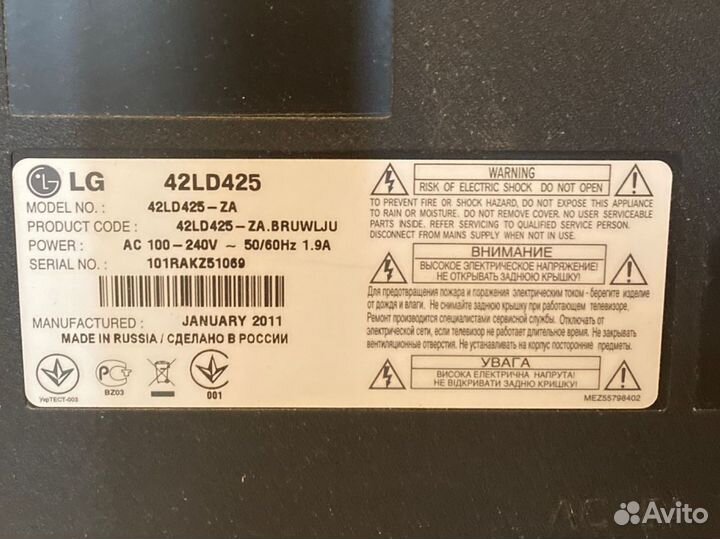 LG 42LD425
MODEL NO. : 42LD425-ZA
PRODUCT CODE : 42LD425-ZA.BRUWLJU
POWER : AC 100-240V ~ 50/60Hz 1.9A
SERIAL NO. : 101RAKZ51069
MANUFACTURED : JANUARY 2011
MADE IN RUSSIA / СДЕЛАНО В РОССИИ
УкрТЕСТ-003
BZ03
001
WARNING
RISK OF ELECTRIC SHOCK DO NOT OPEN
TO PREVENT FIRE OR SHOCK HAZARD, DO NOT EXPOSE THIS APPLIANCE
TO RAIN OR MOISTURE. DO NOT REMOVE COVER. NO USER SERVICEABLE
PARTS INSIDE. REFER SERVICING TO QUALIFIED SERVICE PERSON.
DISCONNECT FROM MAINS SUPPLY WHEN NOT IN USE.
ВНИМАНИЕ
ВЫСОКОЕ ЭЛЕКТРИЧЕСКОЕ НАПРЯЖЕНИЕ!
НЕ ОТКРЫВАТЬ ЗАДНЮЮ КРЫШКУ!
Для предотвращения пожара и поражения электрическим током - берегите изделие
от дождя и влаги. Не снимайте заднюю крышку при работающем телевизоре.
Ремонт производится специалистами сервисной службы. Отключать от
электрической сети, если телевизор не работает длительное время. Не закрывать
вентиляционные отверстия. Не устанавливать на корпус посторонние предметы.
УВАГА
ВИСОКА ЕЛЕКТРИЧНА НАПРУГА!
НЕ ВІДКРИВАТИ ЗАДНЮ КРИШКУ!
MEZ55798402
Avito